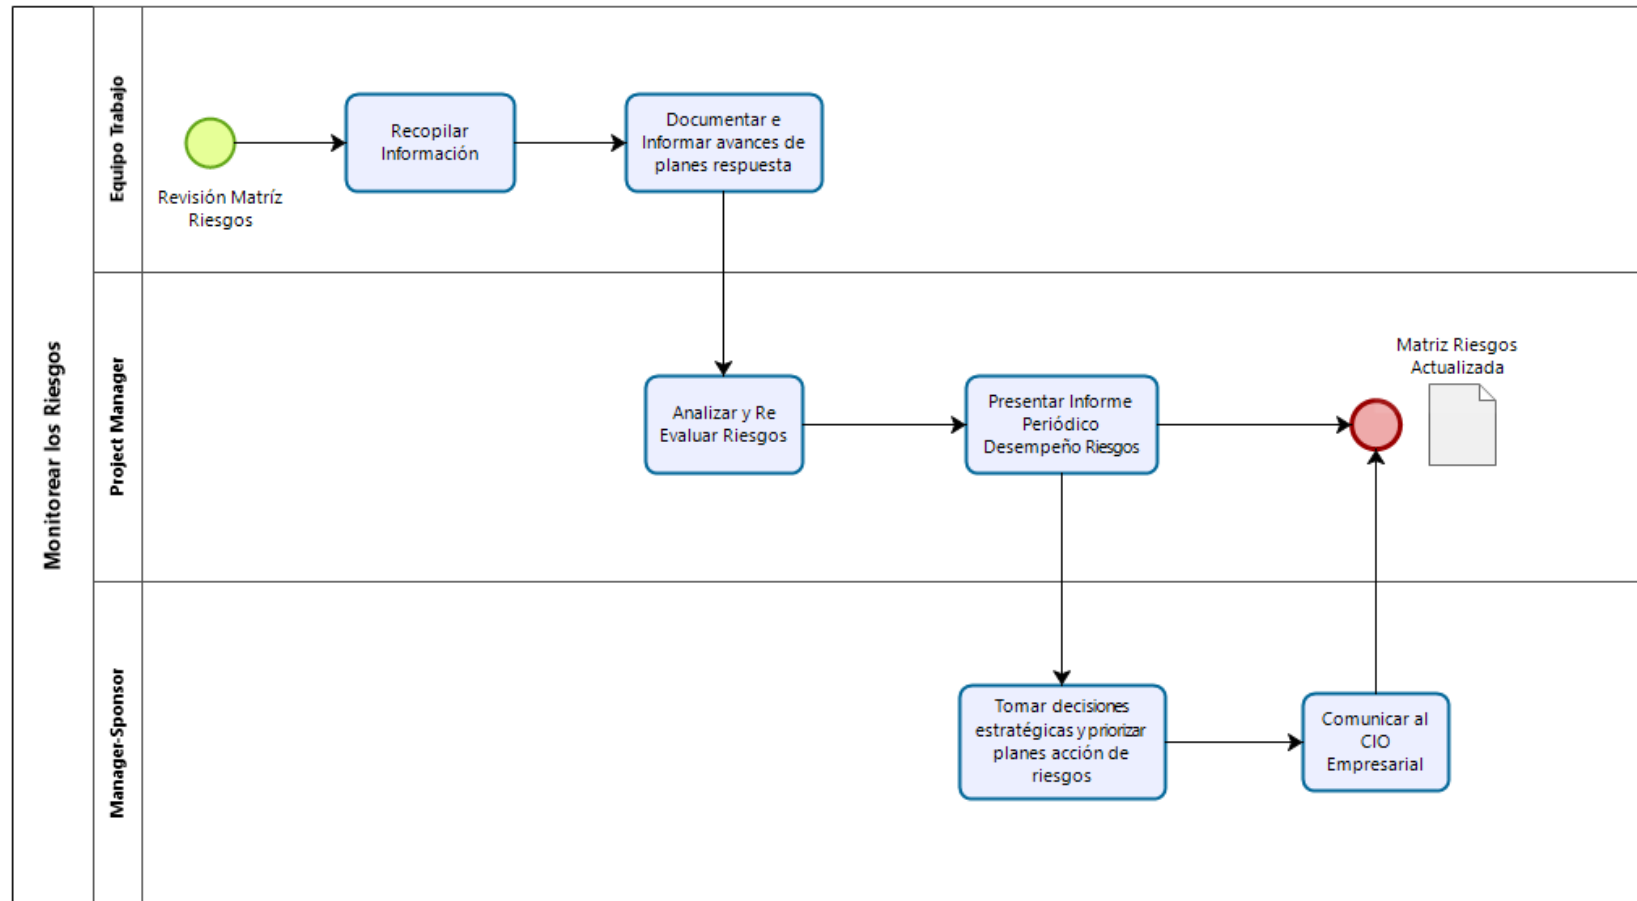 Monitorear los Riesgos
Equipo Trabajo
Revisión Matríz
Riesgos
Recopilar
Información
Documentar e
Informar avances de
planes respuesta
Project Manager
Analizar y Re
Evaluar Riesgos
Presentar Informe
Periódico
Desempeño Riesgos
Matriz Riesgos
Actualizada
Manager-Sponsor
Tomar decisiones
estratégicas y priorizar
planes acción de
riesgos
Comunicar al
CIO
Empresarial